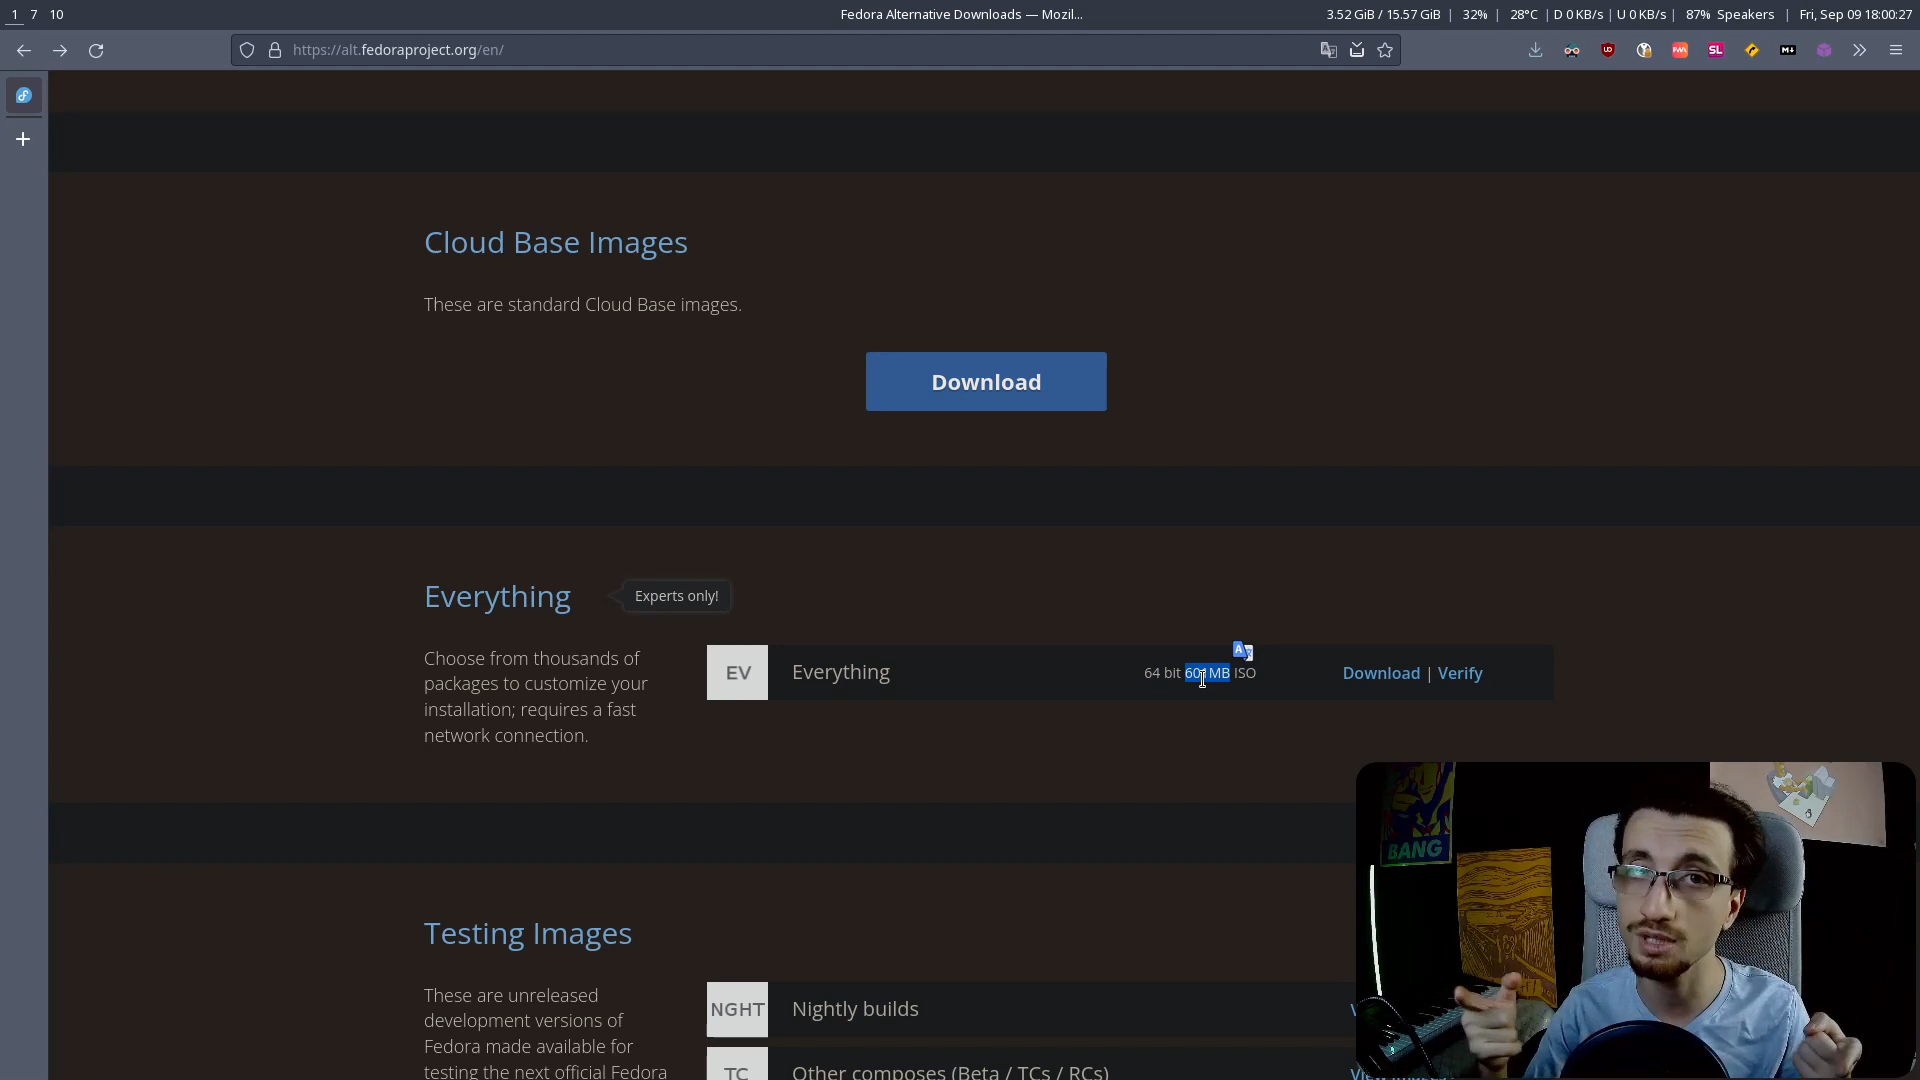 1 7 10
Fedora Alternative Downloads — Mozil...
3.52 GiB / 15.57 GiB | 32% | 28°C | D 0 KB/s | U 0 KB/s | 87% Speakers | Fri, Sep 09 18:00:27
https://alt.fedoraproject.org/en/
Cloud Base Images
These are standard Cloud Base images.
Download
Everything
Experts only!
Choose from thousands of
packages to customize your
installation; requires a fast
network connection.
EV
Everything
64 bit 601MB ISO
Download | Verify
Testing Images
These are unreleased
development versions of
Fedora made available for
testing the next official Fedora
NGHT
Nightly builds
TC
Other composes (Beta / TCs / RCs)
BANG